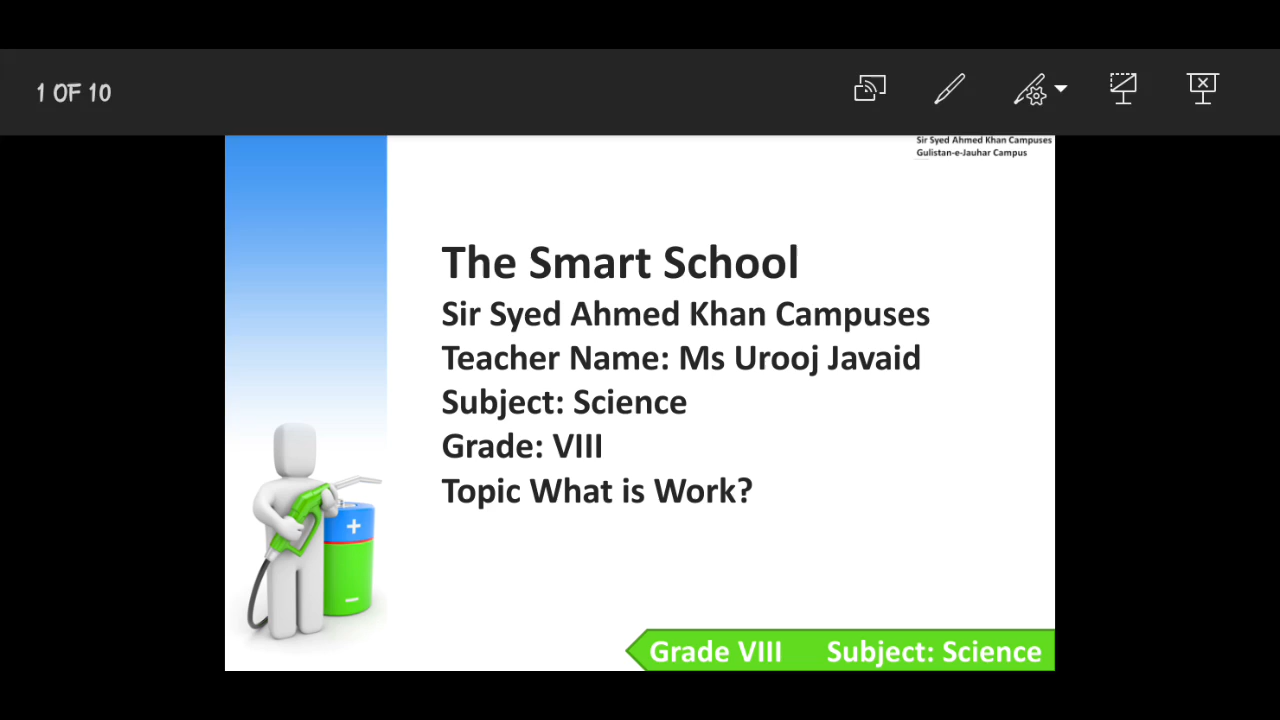 1 OF 10
Sir Syed Ahmed Khan Campuses
Gulistan-e-Jauhar Campus
The Smart School
Sir Syed Ahmed Khan Campuses
Teacher Name: Ms Urooj Javaid
Subject: Science
Grade: VIII
Topic What is Work?
Grade VIII Subject: Science